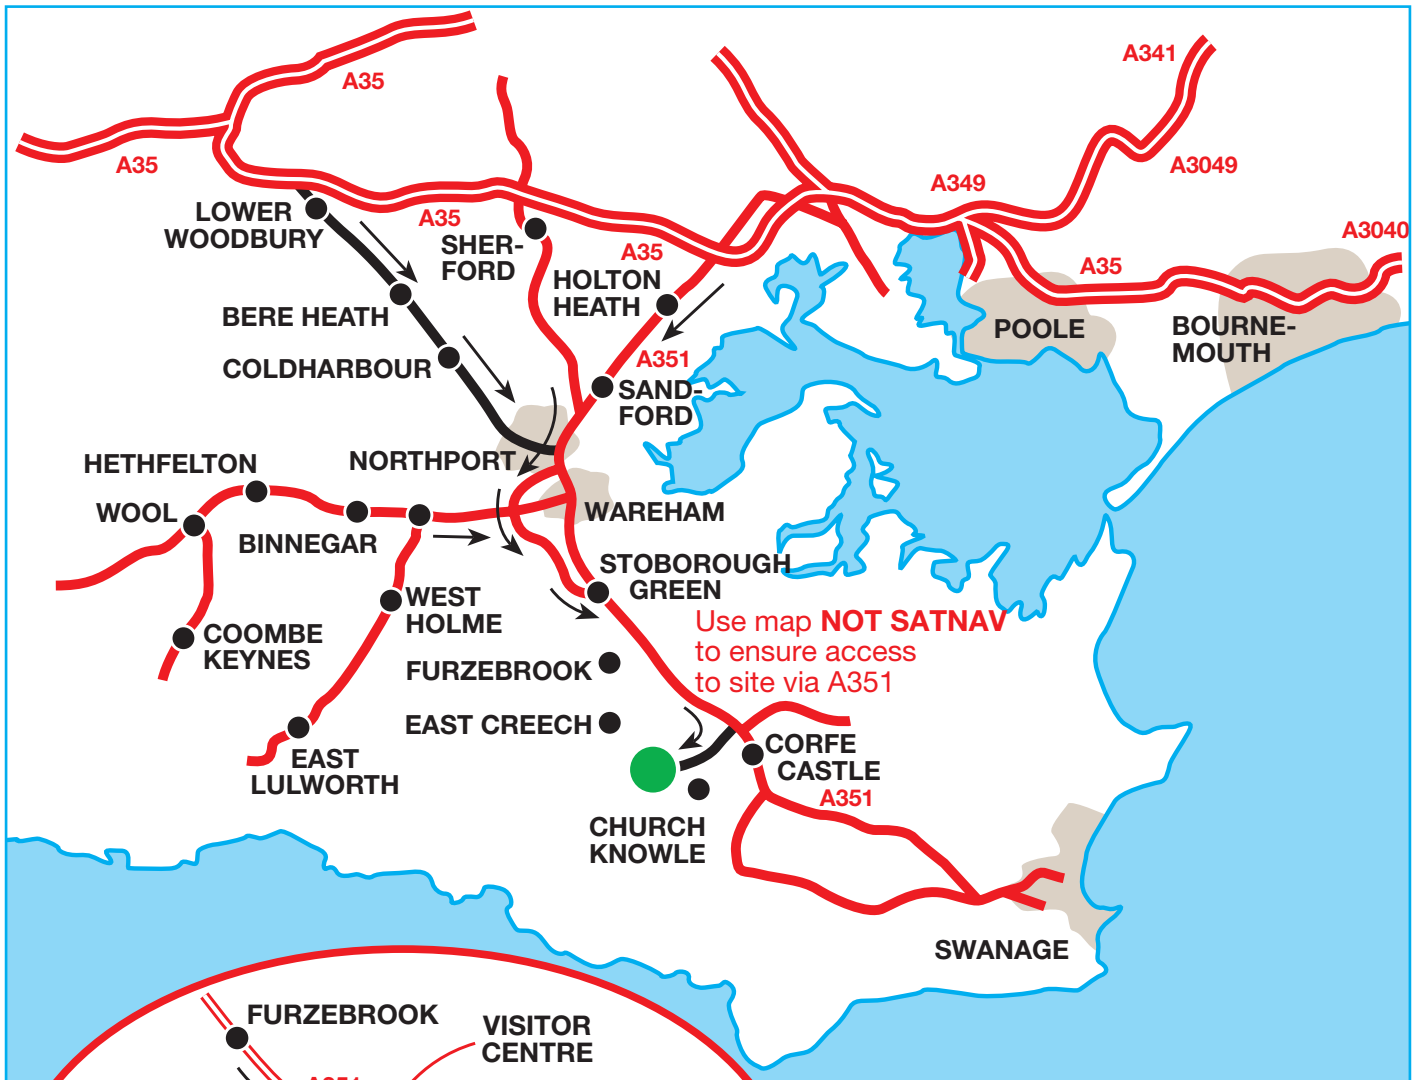 A341
A35
A35
A3049
A349
LOWER
WOODBURY
A35
SHER-
FORD
A35
A3040
A35
HOLTON
HEATH
BERE HEATH
POOLE
BOURNE-
MOUTH
COLDHARBOUR
A351
SAND-
FORD
HETHFELTON
NORTHPORT
WOOL
WAREHAM
BINNEGAR
STOBOROUGH
GREEN
WEST
HOLME
COOMBE
KEYNES
Use map NOT SATNAV
to ensure access
to site via A351
FURZEBROOK
EAST CREECH
CORFE
CASTLE
EAST
LULWORTH
A351
CHURCH
KNOWLE
SWANAGE
FURZEBROOK
VISITOR
CENTRE
A351